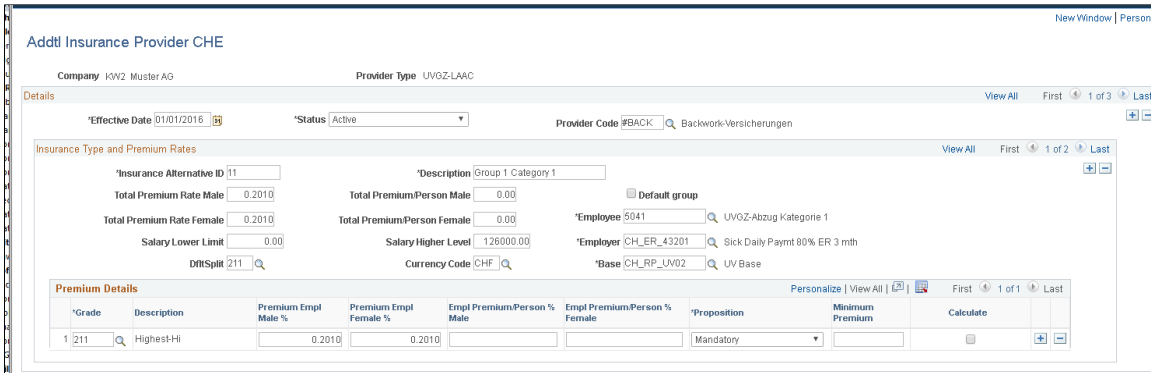 New Window | Person
Addtl Insurance Provider CHE
Company KW2 Muster AG Provider Type UVGZ-LAAC
Details View All First 1 of 3 Last
*Effective Date 01/01/2016 *Status Active Provider Code #BACK Backwork-Versicherungen
Insurance Type and Premium Rates View All First 1 of 2 Last
*Insurance Alternative ID 11 *Description Group 1 Category 1
Total Premium Rate Male 0.2010 Total Premium/Person Male 0.00 Default group
Total Premium Rate Female 0.2010 Total Premium/Person Female 0.00 *Employee 5041 UVGZ-Abzug Kategorie 1
Salary Lower Limit 0.00 Salary Higher Level 126000.00 *Employer CH_ER_43201 Sick Daily Paymt 80% ER 3 mth
DfltSplit 211 Currency Code CHF *Base CH_RP_UV02 UV Base
Premium Details Personalize | View All | | First 1 of 1 Last
*Grade Description Premium Empl Male % Premium Empl Female % Empl Premium/Person % Male Empl Premium/Person % Female *Proposition Minimum Premium Calculate
1 211 Highest-Hi 0.2010 0.2010 Mandatory